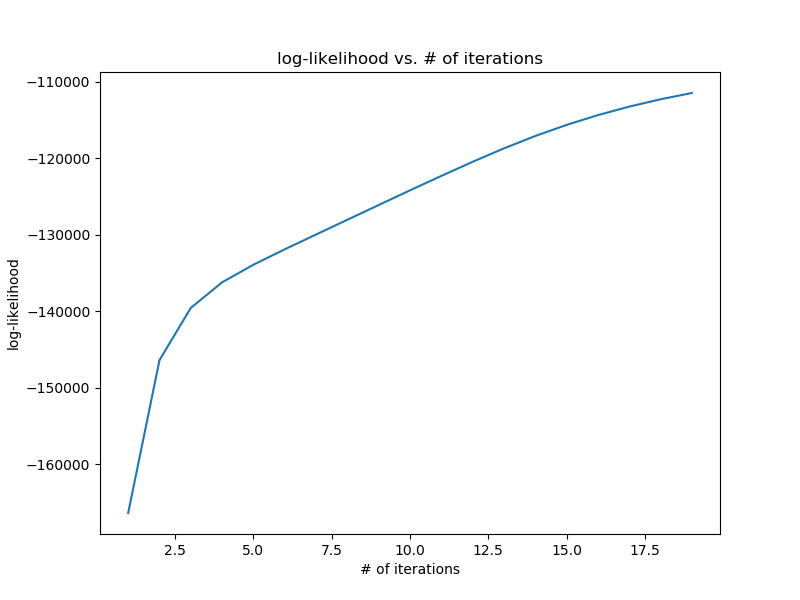 log-likelihood vs. # of iterations
−110000
−120000
−130000
−140000
−150000
−160000
log-likelihood
2.5 5.0 7.5 10.0 12.5 15.0 17.5
# of iterations